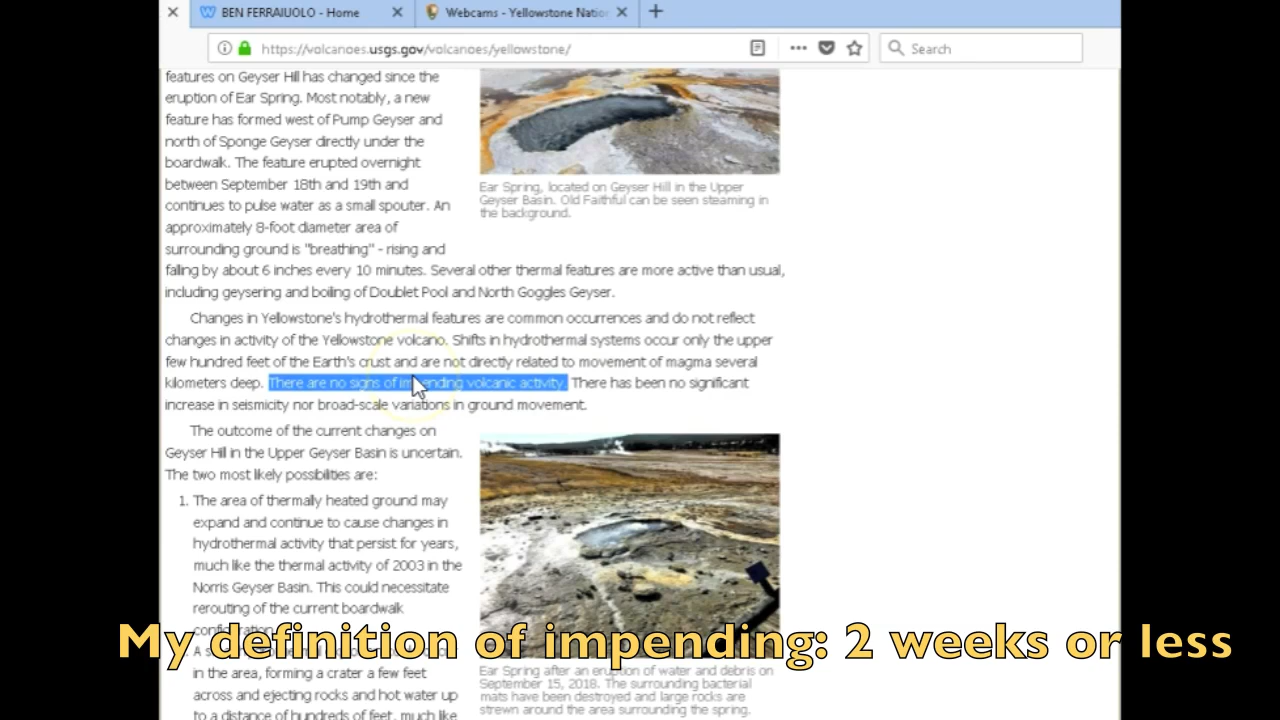 BEN FERRAIUOLO - Home
Webcams - Yellowstone Natio
https://volcanoes.usgs.gov/volcanoes/yellowstone/
Search
features on Geyser Hill has changed since the
eruption of Ear Spring. Most notably, a new
feature has formed west of Pump Geyser and
north of Sponge Geyser directly under the
boardwalk. The feature erupted overnight
between September 18th and 19th and
continues to pulse water as a small spouter. An
approximately 8-foot diameter area of
surrounding ground is "breathing" - rising and
falling by about 6 inches every 10 minutes. Several other thermal features are more active than usual,
including geysering and boiling of Doublet Pool and North Goggles Geyser.
Ear Spring, located on Geyser Hill in the Upper
Geyser Basin. Old Faithful can be seen steaming in
the background.
Changes in Yellowstone's hydrothermal features are common occurrences and do not reflect
changes in activity of the Yellowstone volcano. Shifts in hydrothermal systems occur only the upper
few hundred feet of the Earth's crust and are not directly related to movement of magma several
kilometers deep. There are no signs of impending volcanic activity. There has been no significant
increase in seismicity nor broad-scale variations in ground movement.
The outcome of the current changes on
Geyser Hill in the Upper Geyser Basin is uncertain.
The two most likely possibilities are:
1. The area of thermally heated ground may
expand and continue to cause changes in
hydrothermal activity that persist for years,
much like the thermal activity of 2003 in the
Norris Geyser Basin. This could necessitate
rerouting of the current boardwalk
in the area, forming a crater a few feet
across and ejecting rocks and hot water up
to a distance of hundreds of feet, much like
Ear Spring after an eruption of water and debris on
September 15, 2018. The surrounding bacterial
mats have been destroyed and large rocks are
strewn around the area surrounding the spring.
My definition of impending: 2 weeks or less